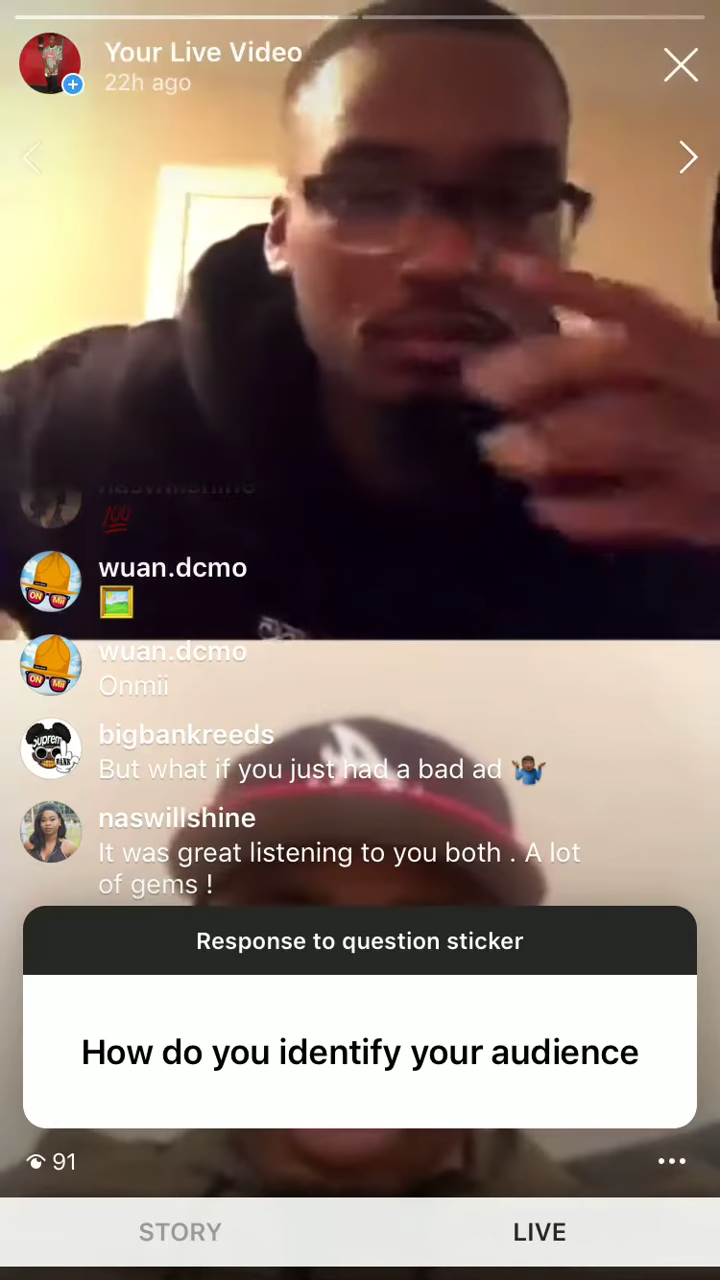 Your Live Video
22h ago
naswillshine
💯
wuan.dcmo
🖼️
wuan.dcmo
Onmii
bigbankreeds
But what if you just had a bad ad 🤷🏾‍♂️
naswillshine
It was great listening to you both . A lot
of gems !
Response to question sticker
How do you identify your audience
91
STORY
LIVE